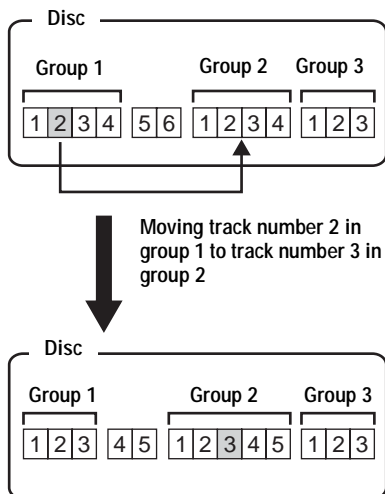 Disc
Group 1 Group 2 Group 3
1 2 3 4 5 6 1 2 3 4 1 2 3
Moving track number 2 in
group 1 to track number 3 in
group 2
Disc
Group 1 Group 2 Group 3
1 2 3 4 5 1 2 3 4 5 1 2 3